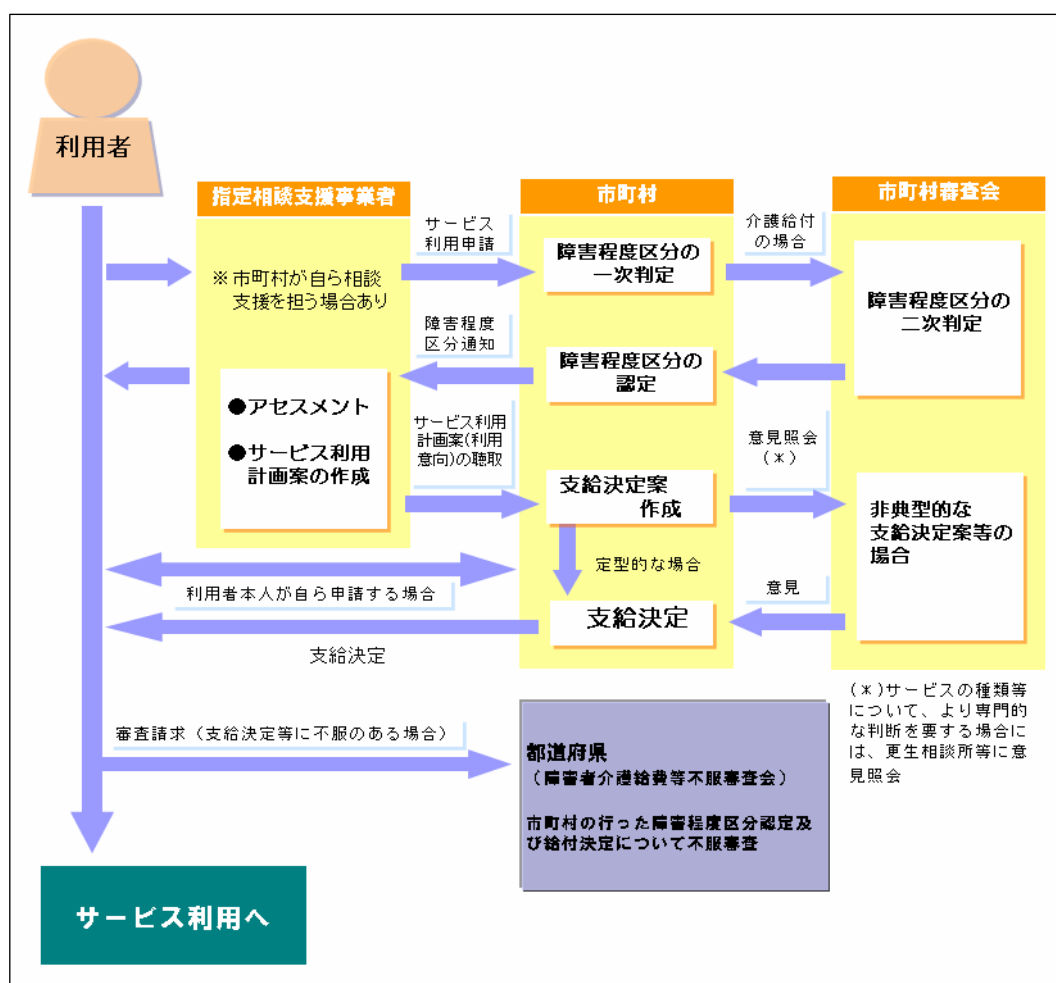 利用者
指定相談支援事業者
市町村
市町村審査会
※市町村が自ら相談
支援を担う場合あり
サービス
利用申請
障害程度区分の
一次判定
介護給付
の場合
障害程度区分の
二次判定
障害程度
区分通知
障害程度区分の
認定
●アセスメント
●サービス利用
計画案の作成
サービス利用
計画案(利用
意向)の聴取
支給決定案
作成
意見照会
(*)
非典型的な
支給決定案等の
場合
定型的な場合
利用者本人が自ら申請する場合
支給決定
意見
支給決定
(*)サービスの種類等
について、より専門的
な判断を要する場合に
は、更生相談所等に意
見照会
審査請求(支給決定等に不服のある場合)
都道府県
(障害者介護給費等不服審査会)
市町村の行った障害程度区分認定及
び給付決定について不服審査
サービス利用へ